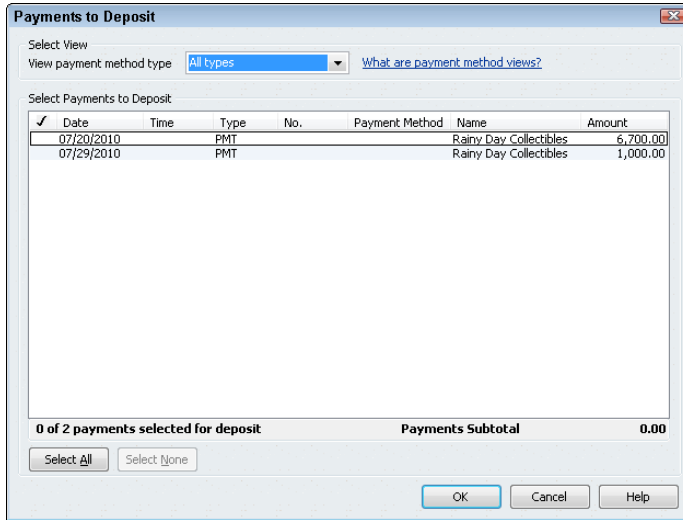 Payments to Deposit
Select View
View payment method type All types What are payment method views?
Select Payments to Deposit
✓ Date Time Type No. Payment Method Name Amount
07/20/2010 PMT Rainy Day Collectibles 6,700.00
07/29/2010 PMT Rainy Day Collectibles 1,000.00
0 of 2 payments selected for deposit Payments Subtotal 0.00
Select All Select None
OK Cancel Help